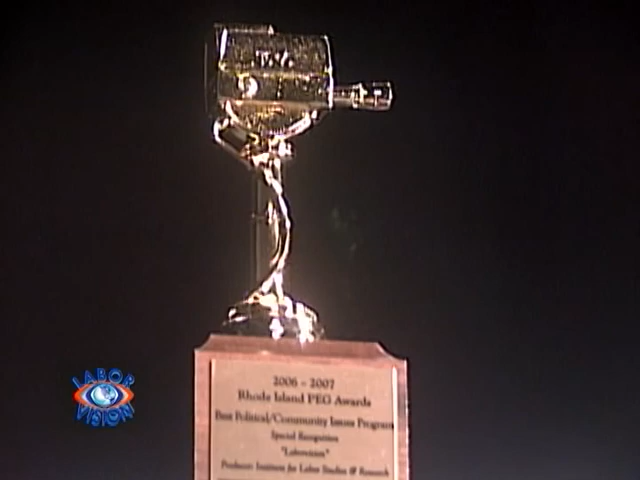 2006 - 2007
Rhode Island PEG Awards
Best Political/Community Issues Program
Special Recognition
"Laborvision"
Producer: Institute for Labor Studies & Research
LABOR
VISION